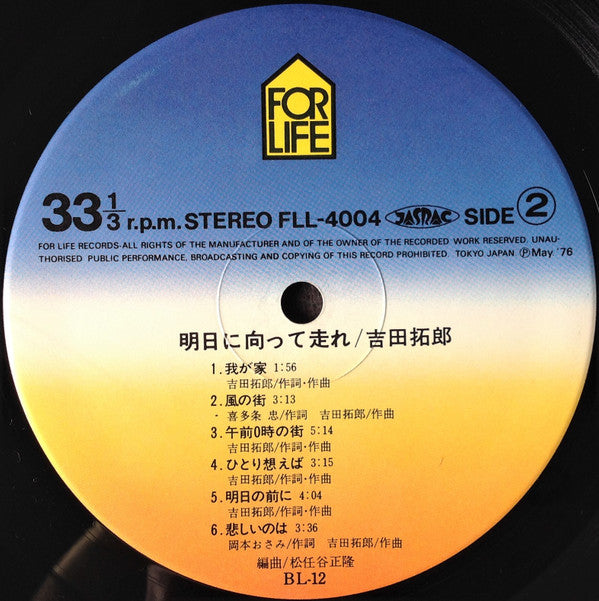 FOR
LIFE
33 1/3 r.p.m. STEREO FLL-4004 JASRAC SIDE 2
FOR LIFE RECORDS-ALL RIGHTS OF THE MANUFACTURER AND OF THE OWNER OF THE RECORDED WORK RESERVED. UNAU-
THORISED PUBLIC PERFORMANCE, BROADCASTING AND COPYING OF THIS RECORD PROHIBITED. TOKYO JAPAN. ℗May '76
明日に向って走れ/吉田拓郎
1.我が家 1:56
吉田拓郎/作詞・作曲
2.風の街 3:13
喜多条 忠/作詞 吉田拓郎/作曲
3.午前0時の街 5:14
吉田拓郎/作詞・作曲
4.ひとり想えば 3:15
吉田拓郎/作詞・作曲
5.明日の前に 4:04
吉田拓郎/作詞・作曲
6.悲しいのは 3:36
岡本おさみ/作詞 吉田拓郎/作曲
編曲/松任谷正隆
BL-12